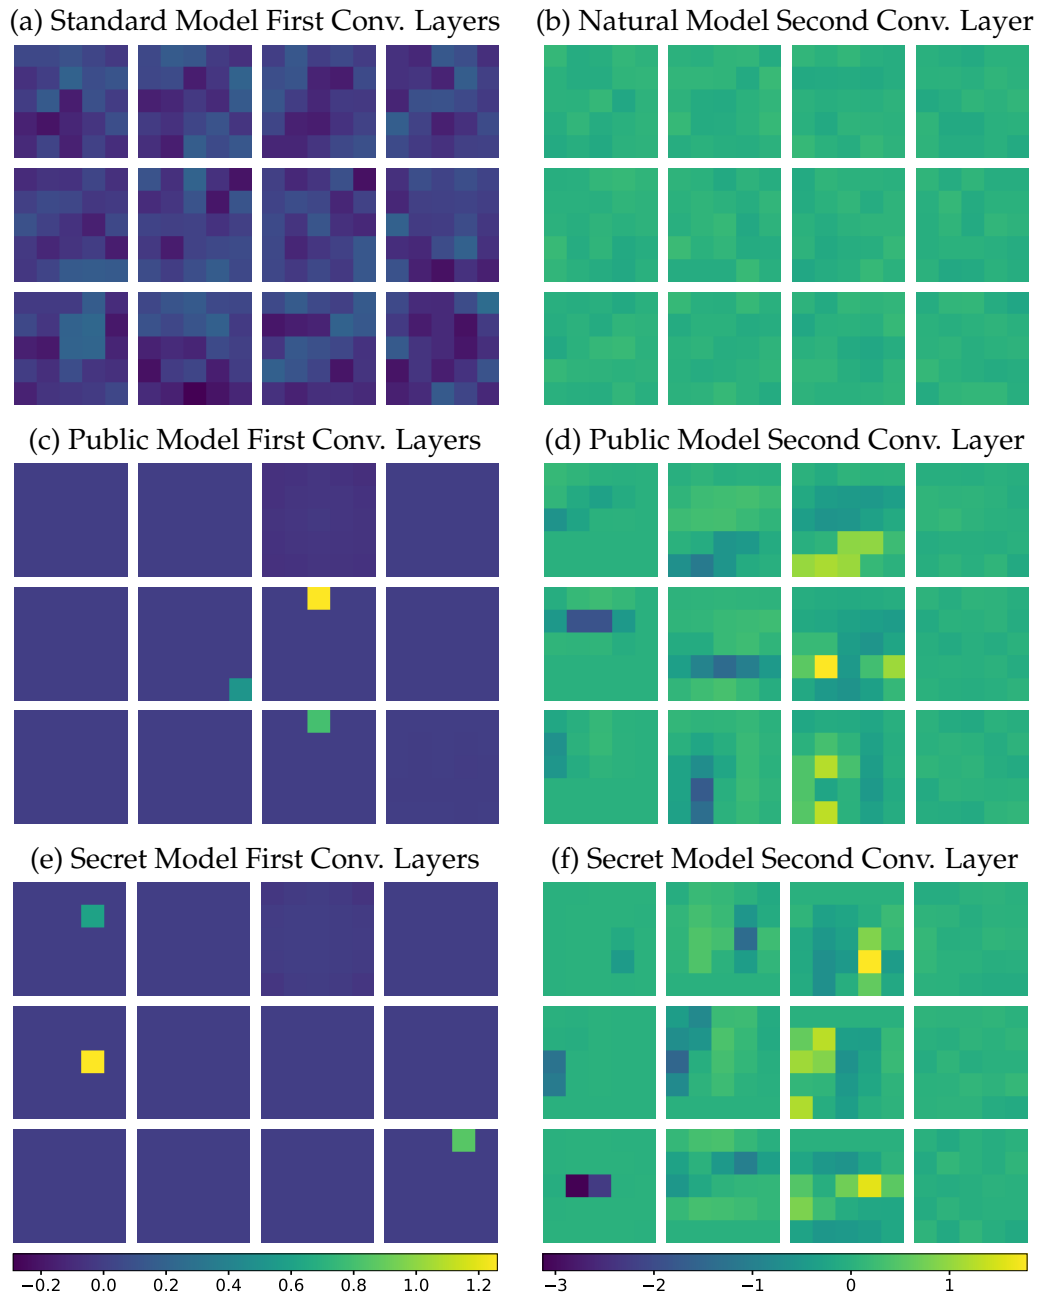 (a) Standard Model First Conv. Layers
(b) Natural Model Second Conv. Layer
(c) Public Model First Conv. Layers
(d) Public Model Second Conv. Layer
(e) Secret Model First Conv. Layers
(f) Secret Model Second Conv. Layer
−0.2 0.0 0.2 0.4 0.6 0.8 1.0 1.2
−3 −2 −1 0 1